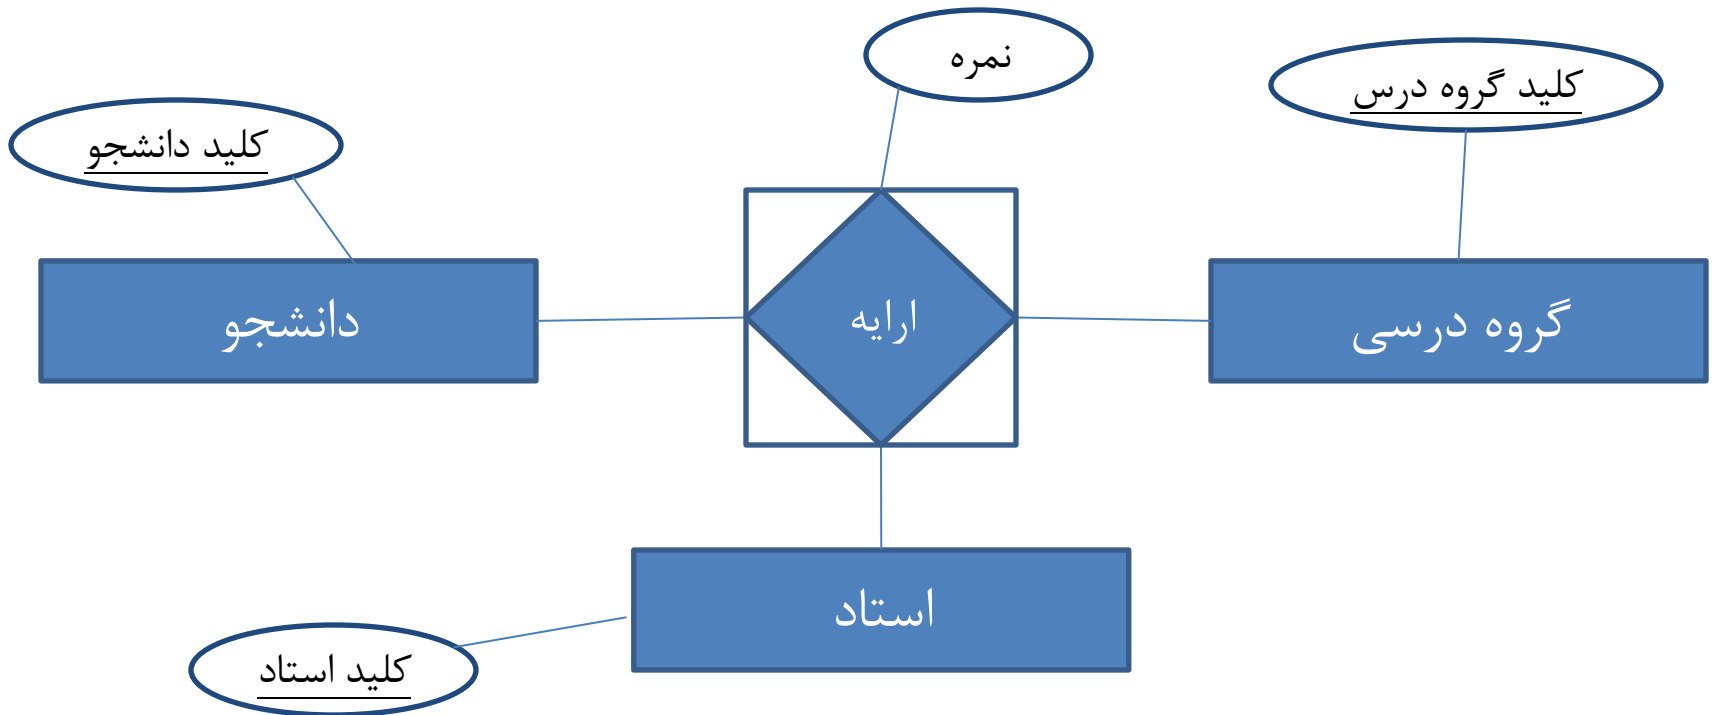 نمره
کلید گروه درس
کلید دانشجو
گروه درسی
ارایه
دانشجو
استاد
کلید استاد